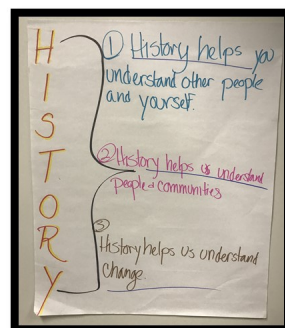 HISTORY
① History helps you
understand other people
and yourself.
② History helps us understand
people & communities
③
History helps us understand
change.